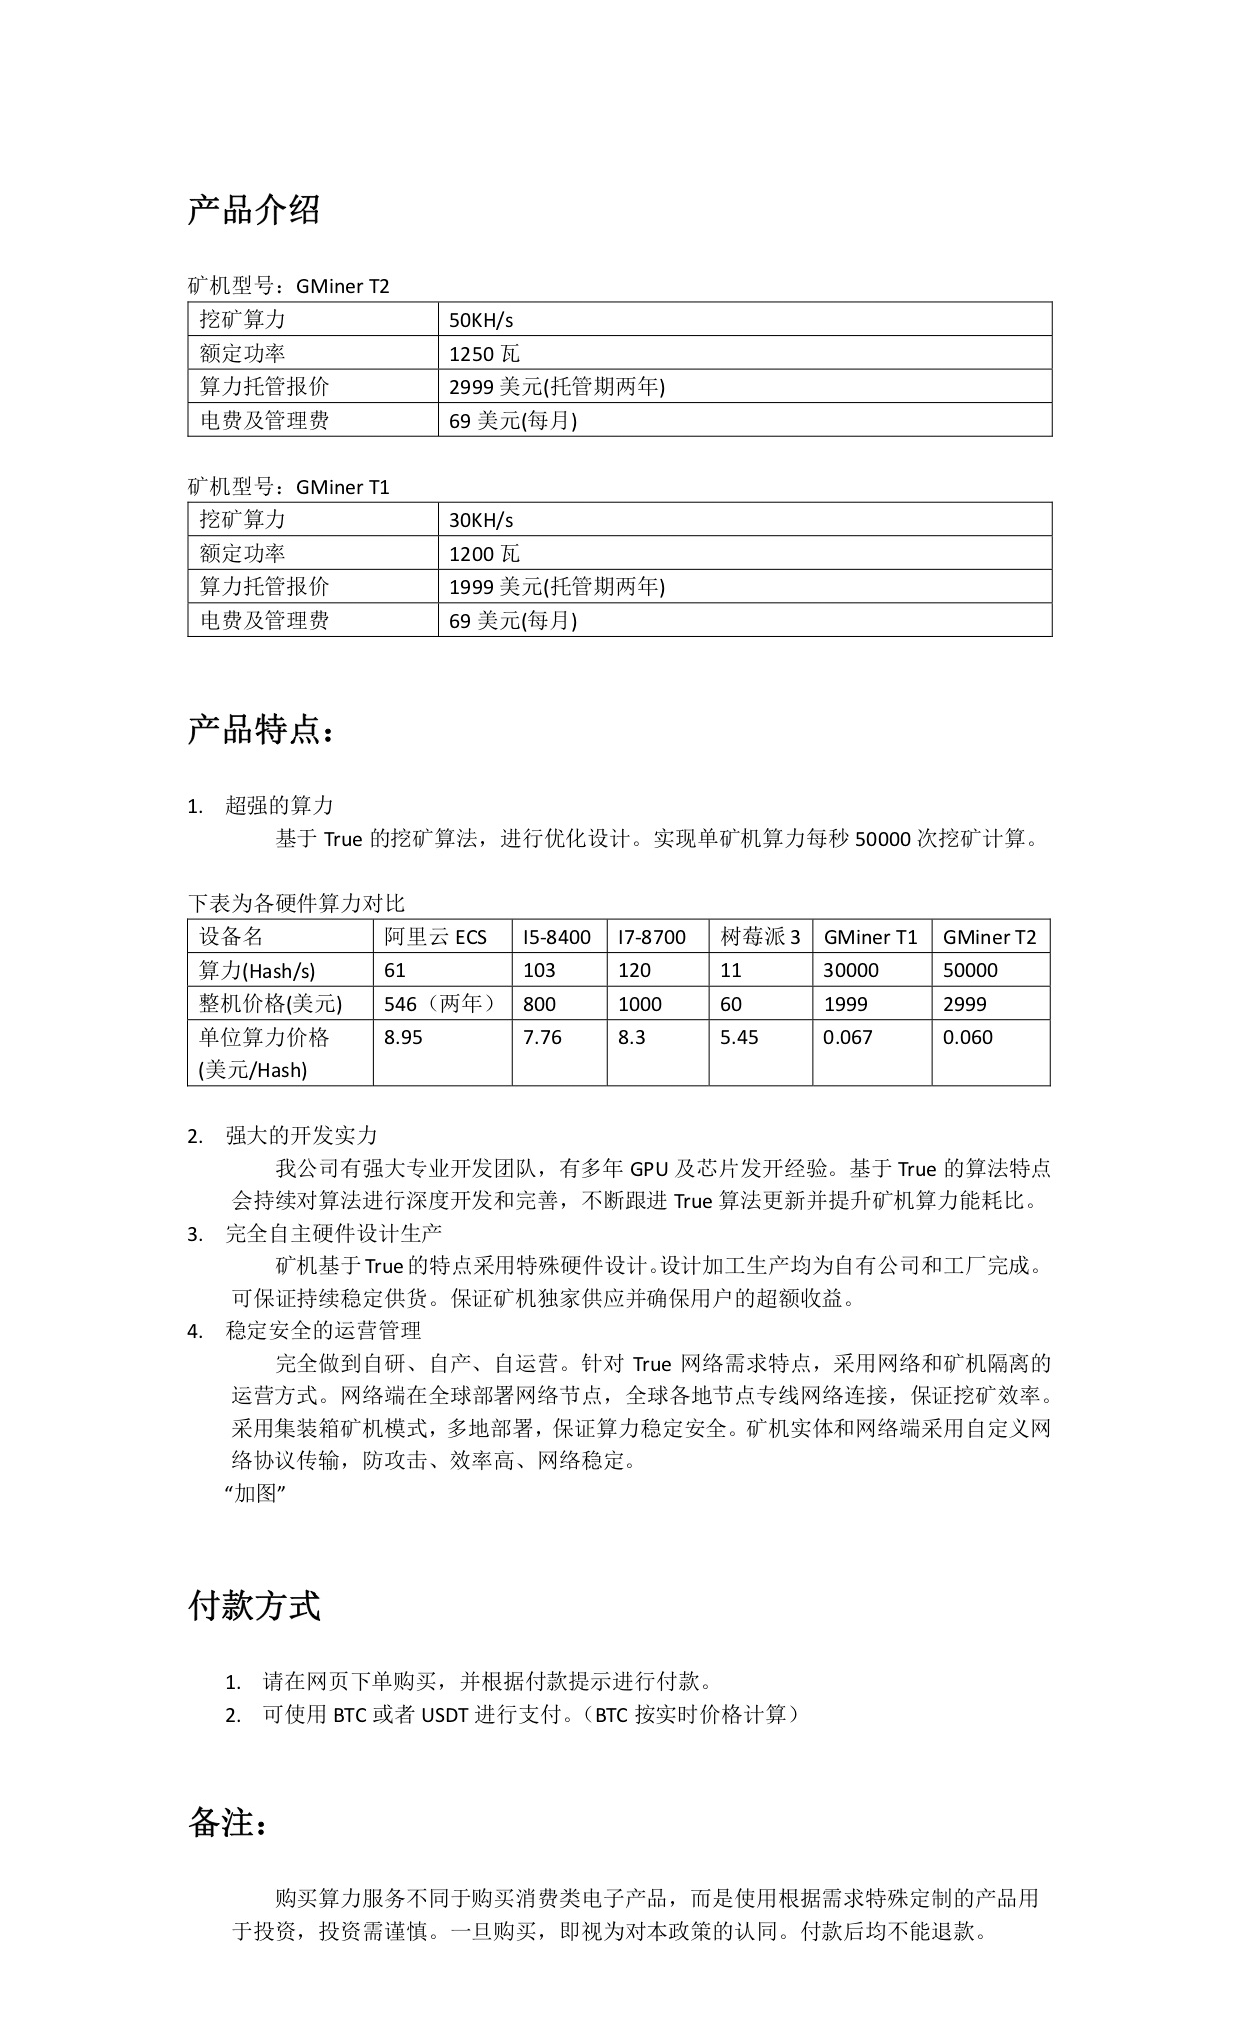 产品介绍
矿机型号：GMiner T2
挖矿算力 50KH/s
额定功率 1250 瓦
算力托管报价 2999 美元(托管期两年)
电费及管理费 69 美元(每月)
矿机型号：GMiner T1
挖矿算力 30KH/s
额定功率 1200 瓦
算力托管报价 1999 美元(托管期两年)
电费及管理费 69 美元(每月)
产品特点：
1. 超强的算力
基于 True 的挖矿算法，进行优化设计。实现单矿机算力每秒 50000 次挖矿计算。
下表为各硬件算力对比
设备名 阿里云 ECS I5-8400 I7-8700 树莓派 3 GMiner T1 GMiner T2
算力(Hash/s) 61 103 120 11 30000 50000
整机价格(美元) 546（两年） 800 1000 60 1999 2999
单位算力价格 8.95 7.76 8.3 5.45 0.067 0.060
(美元/Hash)
2. 强大的开发实力
我公司有强大专业开发团队，有多年 GPU 及芯片发开经验。基于 True 的算法特点
会持续对算法进行深度开发和完善，不断跟进 True 算法更新并提升矿机算力能耗比。
3. 完全自主硬件设计生产
矿机基于 True 的特点采用特殊硬件设计。设计加工生产均为自有公司和工厂完成。
可保证持续稳定供货。保证矿机独家供应并确保用户的超额收益。
4. 稳定安全的运营管理
完全做到自研、自产、自运营。针对 True 网络需求特点，采用网络和矿机隔离的
运营方式。网络端在全球部署网络节点，全球各地节点专线网络连接，保证挖矿效率。
采用集装箱矿机模式，多地部署，保证算力稳定安全。矿机实体和网络端采用自定义网
络协议传输，防攻击、效率高、网络稳定。
“加图”
付款方式
1. 请在网页下单购买，并根据付款提示进行付款。
2. 可使用 BTC 或者 USDT 进行支付。（BTC 按实时价格计算）
备注：
购买算力服务不同于购买消费类电子产品，而是使用根据需求特殊定制的产品用
于投资，投资需谨慎。一旦购买，即视为对本政策的认同。付款后均不能退款。